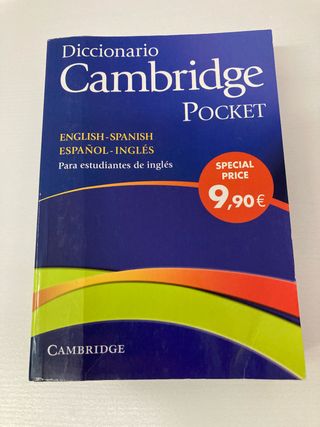 Diccionario
Cambridge
POCKET
ENGLISH-SPANISH
ESPAÑOL-INGLÉS
Para estudiantes de inglés
SPECIAL
PRICE
9,90€
CAMBRIDGE